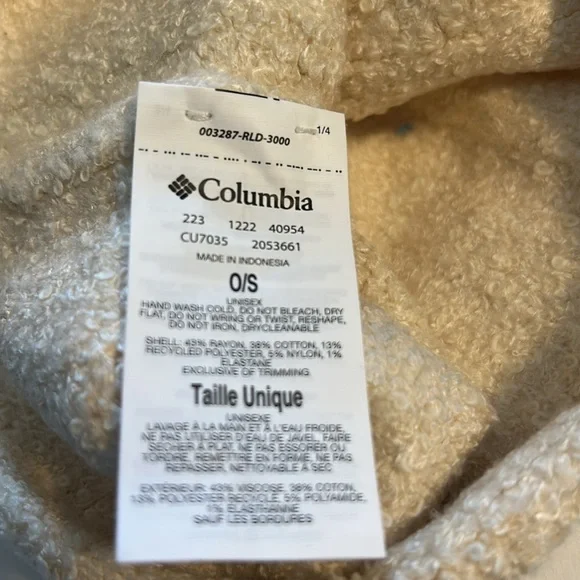 003287-RLD-3000
1/4
Columbia
223 1222 40954
CU7035 2053661
MADE IN INDONESIA
O/S
UNISEX
HAND WASH COLD, DO NOT BLEACH, DRY
FLAT, DO NOT WRING OR TWIST, RESHAPE,
DO NOT IRON, DRYCLEANABLE
SHELL: 43% RAYON, 38% COTTON, 13%
RECYCLED POLYESTER, 5% NYLON, 1%
ELASTANE
EXCLUSIVE OF TRIMMING
Taille Unique
UNISEXE
LAVAGE À LA MAIN ET À L'EAU FROIDE,
NE PAS UTILISER D'EAU DE JAVEL, FAIRE
SÉCHER À PLAT, NE PAS ESSORER OU
TORDRE, REMETTRE EN FORME, NE PAS
REPASSER, NETTOYABLE À SEC
EXTÉRIEUR: 43% VISCOSE, 38% COTON,
13% POLYESTER RECYCLÉ, 5% POLYAMIDE,
1% ÉLASTHANNE
SAUF LES BORDURES